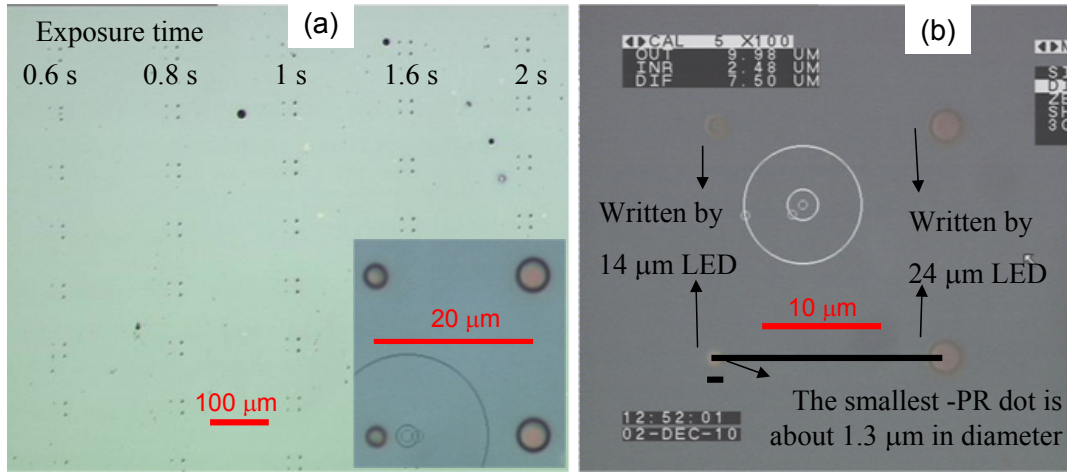 Exposure time
(a)
0.6 s
0.8 s
1 s
1.6 s
2 s
20 μm
100 μm
(b)
CAL 5 X100
OUT 9.98 UM
INR 2.48 UM
DIF 7.50 UM
Written by
14 μm LED
Written by
24 μm LED
10 μm
The smallest -PR dot is
about 1.3 μm in diameter
12:52:01
02-DEC-10